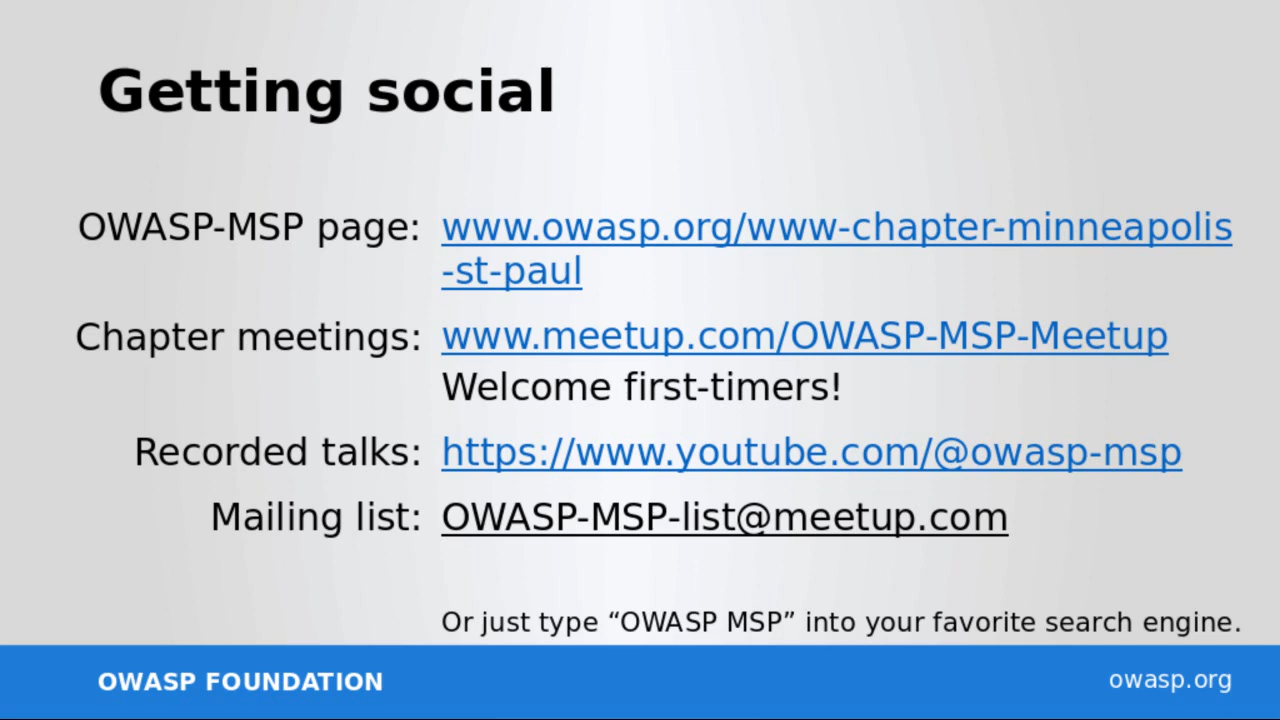 Getting social
OWASP-MSP page: www.owasp.org/www-chapter-minneapolis
-st-paul
Chapter meetings: www.meetup.com/OWASP-MSP-Meetup
Welcome first-timers!
Recorded talks: https://www.youtube.com/@owasp-msp
Mailing list: OWASP-MSP-list@meetup.com
Or just type “OWASP MSP” into your favorite search engine.
OWASP FOUNDATION owasp.org